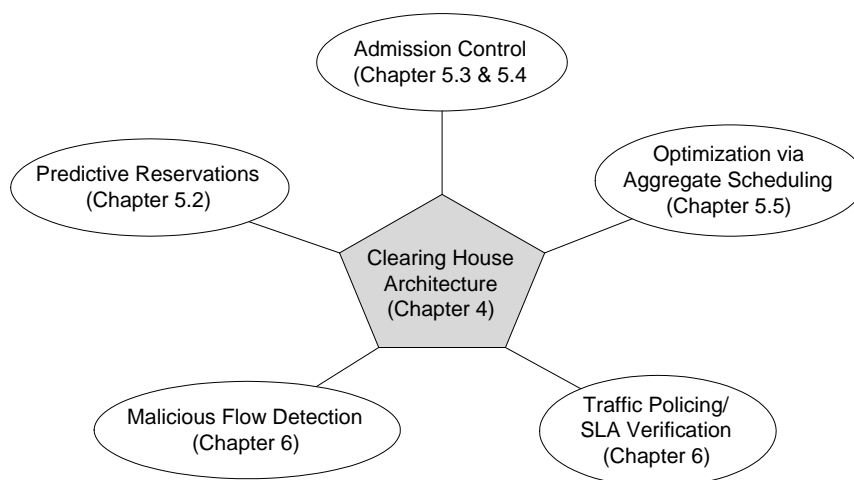 Admission Control
(Chapter 5.3 & 5.4
Predictive Reservations
(Chapter 5.2)
Optimization via
Aggregate Scheduling
(Chapter 5.5)
Clearing House
Architecture
(Chapter 4)
Malicious Flow Detection
(Chapter 6)
Traffic Policing/
SLA Verification
(Chapter 6)